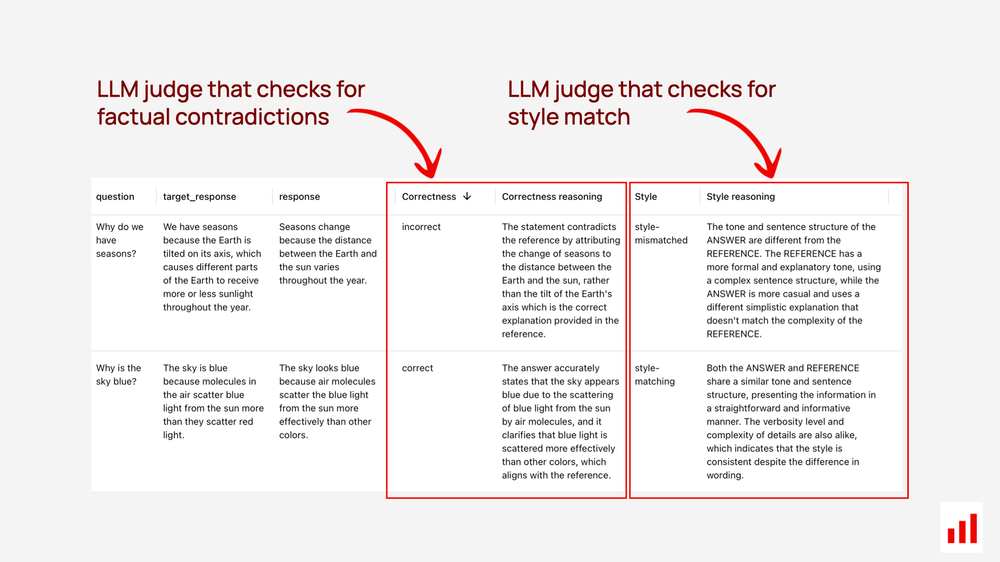 LLM judge that checks for
factual contradictions
LLM judge that checks for
style match
question
target_response
response
Correctness ↓
Correctness reasoning
Style
Style reasoning
Why do we
have
seasons?
We have seasons
because the Earth is
tilted on its axis, which
causes different parts
of the Earth to receive
more or less sunlight
throughout the year.
Seasons change
because the distance
between the Earth and
the sun varies
throughout the year.
incorrect
The statement contradicts
the reference by attributing
the change of seasons to
the distance between the
Earth and the sun, rather
than the tilt of the Earth's
axis which is the correct
explanation provided in the
reference.
style-
mismatched
The tone and sentence structure of the
ANSWER are different from the
REFERENCE. The REFERENCE has a
more formal and explanatory tone, using
a complex sentence structure, while the
ANSWER is more casual and uses a
different simplistic explanation that
doesn't match the complexity of the
REFERENCE.
Why is the
sky blue?
The sky is blue
because molecules in
the air scatter blue
light from the sun more
than they scatter red
light.
The sky looks blue
because air molecules
scatter the blue light
from the sun more
effectively than other
colors.
correct
The answer accurately
states that the sky appears
blue due to the scattering
of blue light from the sun
by air molecules, and it
clarifies that blue light is
scattered more effectively
than other colors, which
aligns with the reference.
style-
matching
Both the ANSWER and REFERENCE
share a similar tone and sentence
structure, presenting the information in
a straightforward and informative
manner. The verbosity level and
complexity of details are also alike,
which indicates that the style is
consistent despite the difference in
wording.